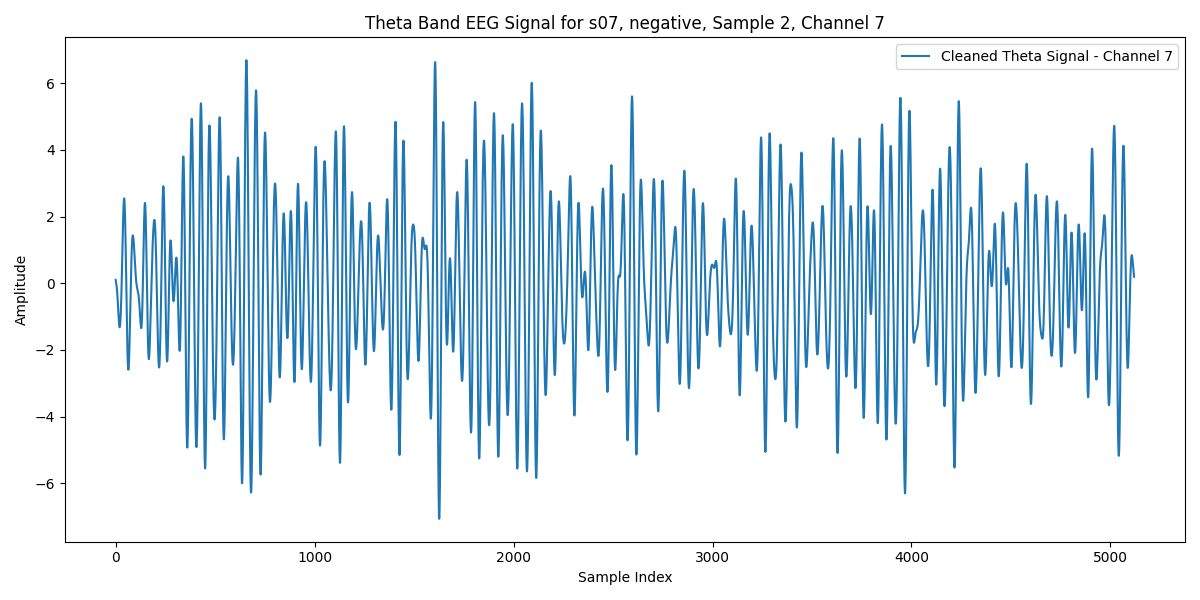 Theta Band EEG Signal for s07, negative, Sample 2, Channel 7
Cleaned Theta Signal - Channel 7
Amplitude
6
4
2
0
−2
−4
−6
0 1000 2000 3000 4000 5000
Sample Index